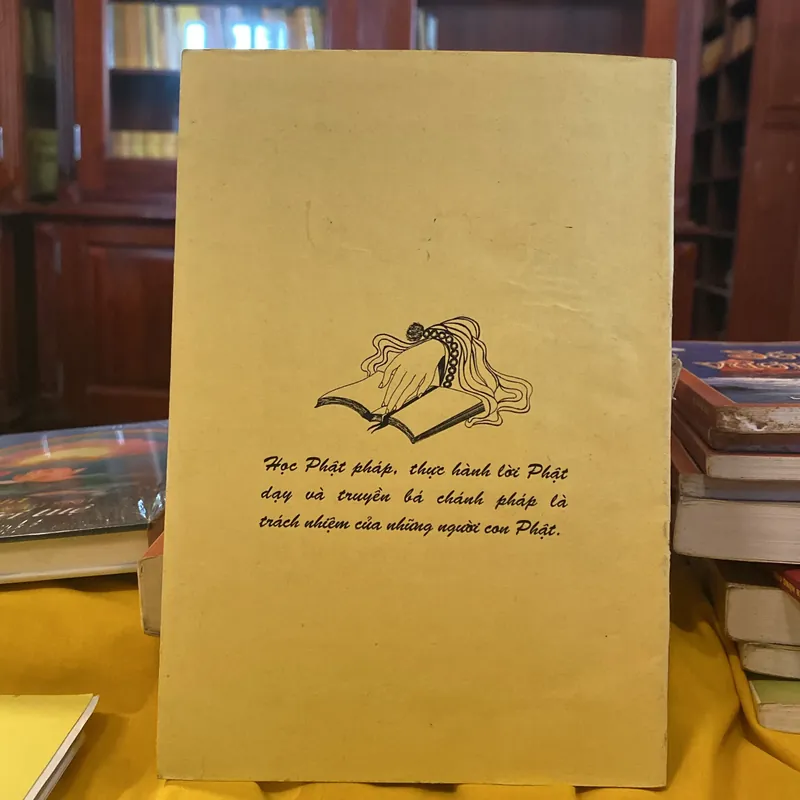 Học Phật pháp, thực hành lời Phật
dạy và truyền bá chánh pháp là
trách nhiệm của những người con Phật.